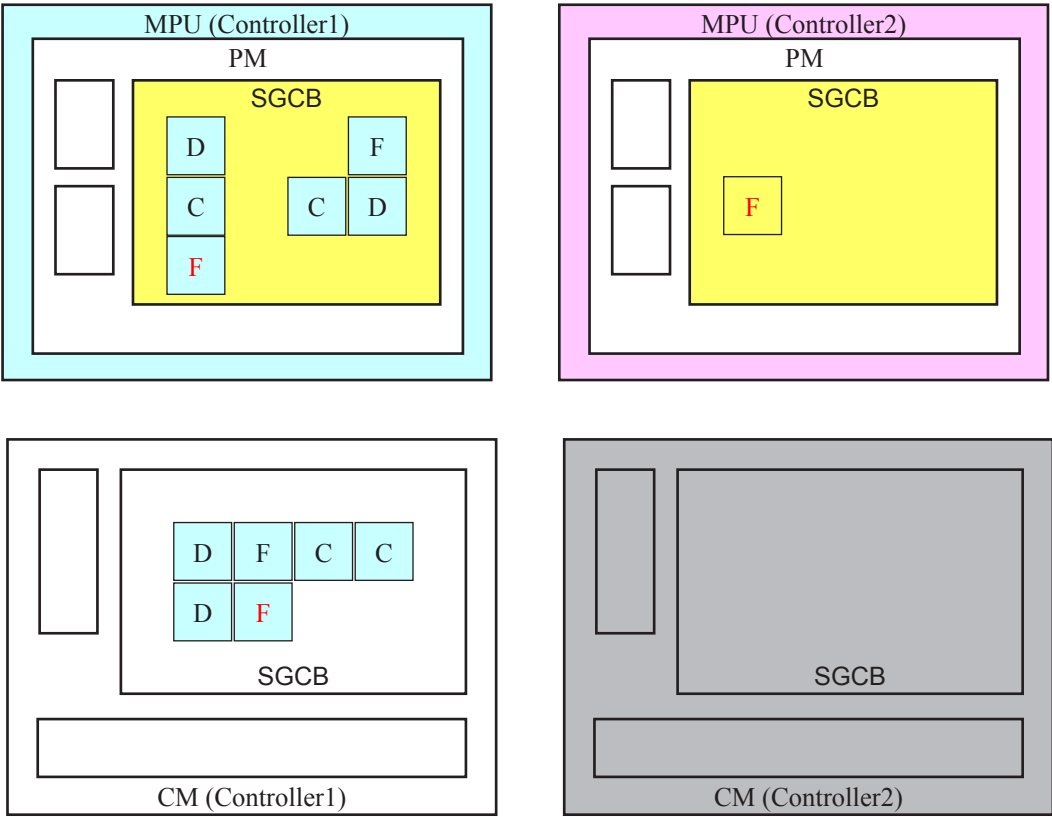 MPU (Controller1)
PM
SGCB
D F
C C D
F
MPU (Controller2)
PM
SGCB
F
D F C C
D F
SGCB
CM (Controller1)
SGCB
CM (Controller2)